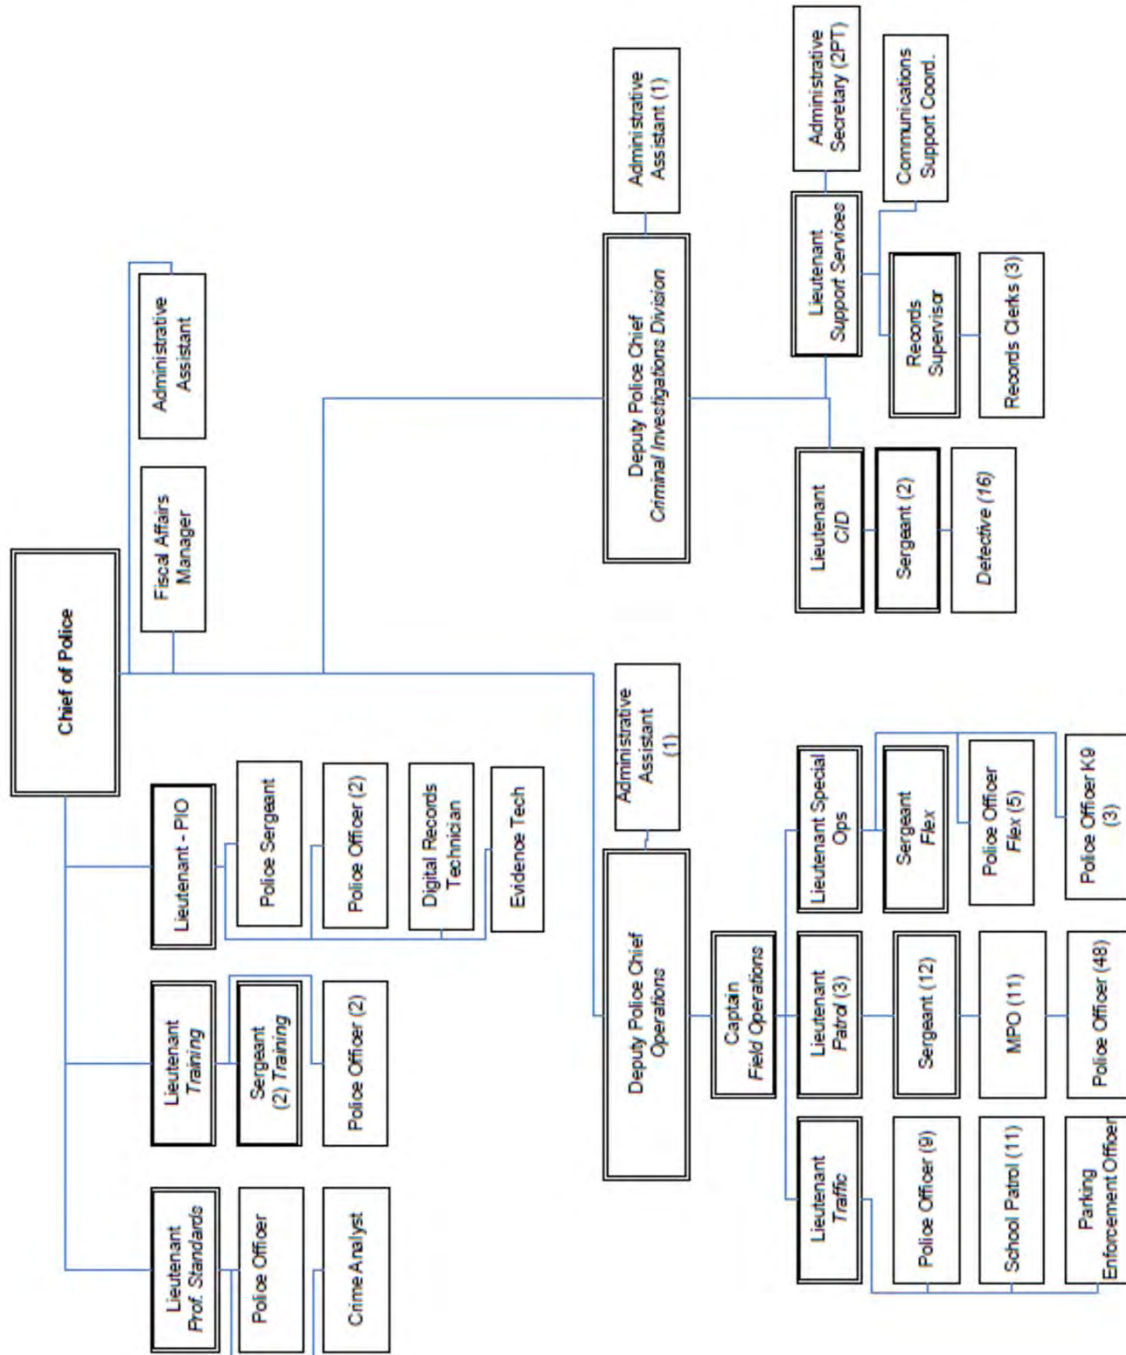 Chief of Police
Lieutenant
Prof. Standards
Police Officer
Crime Analyst
Lieutenant
Training
Sergeant
(2) Training
Police Officer (2)
Lieutenant - PIO
Police Sergeant
Police Officer (2)
Digital Records
Technician
Evidence Tech
Fiscal Affairs
Manager
Administrative
Assistant
Deputy Police Chief
Operations
Administrative
Assistant
(1)
Captain
Field Operations
Lieutenant
Traffic
Police Officer (9)
School Patrol (11)
Parking
Enforcement Officer
Lieutenant
Patrol (3)
Sergeant (12)
MPO (11)
Police Officer (48)
Lieutenant Special
Ops
Sergeant
Flex
Police Officer
Flex (5)
Police Officer K9
(3)
Deputy Police Chief
Criminal Investigations Division
Administrative
Assistant (1)
Lieutenant
CID
Sergeant (2)
Detective (16)
Lieutenant
Support Services
Administrative
Secretary (2PT)
Records
Supervisor
Records Clerks (3)
Communications
Support Coord.